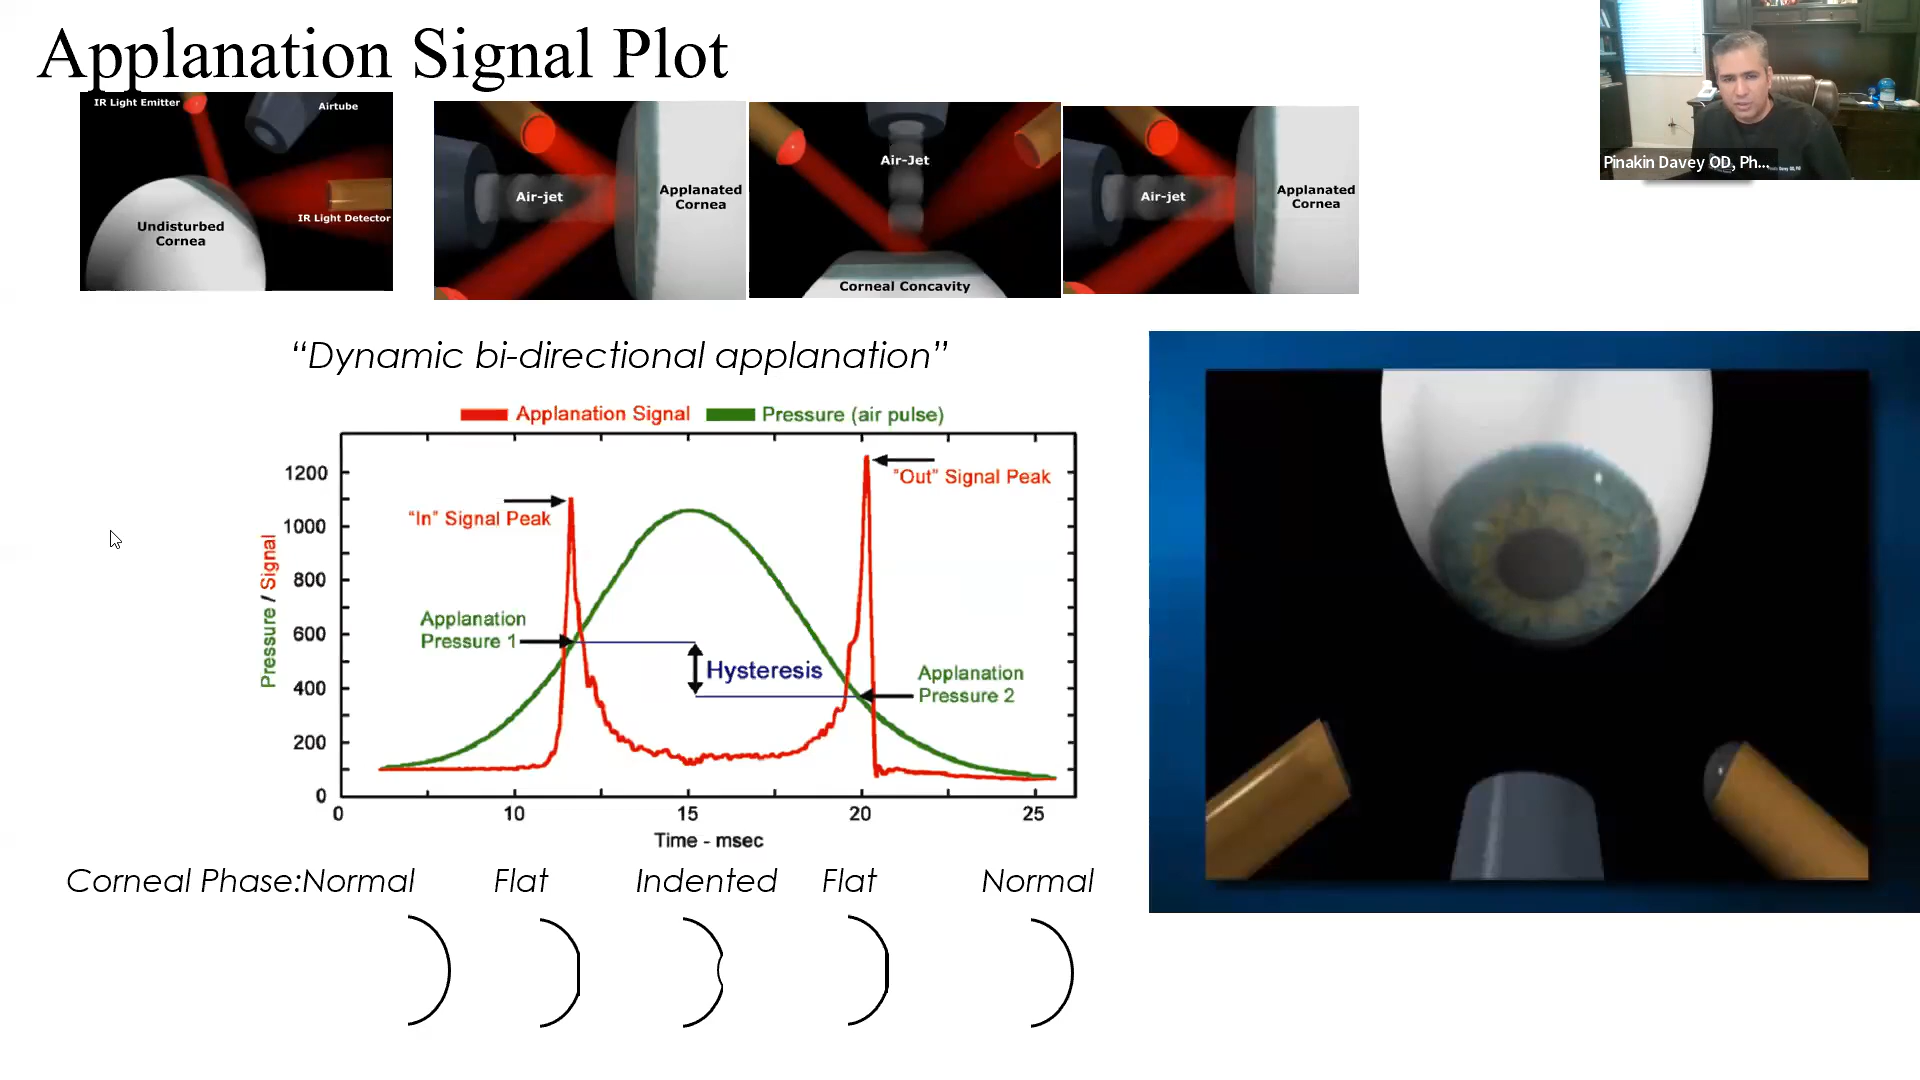 Applanation Signal Plot
IR Light Emitter
Airtube
Undisturbed
Cornea
IR Light Detector
Air-jet
Applanated
Cornea
Air-Jet
Corneal Concavity
Air-jet
Applanated
Cornea
Pinakin Davey OD, Ph...
“Dynamic bi-directional applanation”
Applanation Signal
Pressure (air pulse)
"Out" Signal Peak
"In" Signal Peak
Applanation
Pressure 1
Hysteresis
Applanation
Pressure 2
Pressure / Signal
1200
1000
800
600
400
200
0
0 10 15 20 25
Time - msec
Corneal Phase:Normal Flat Indented Flat Normal